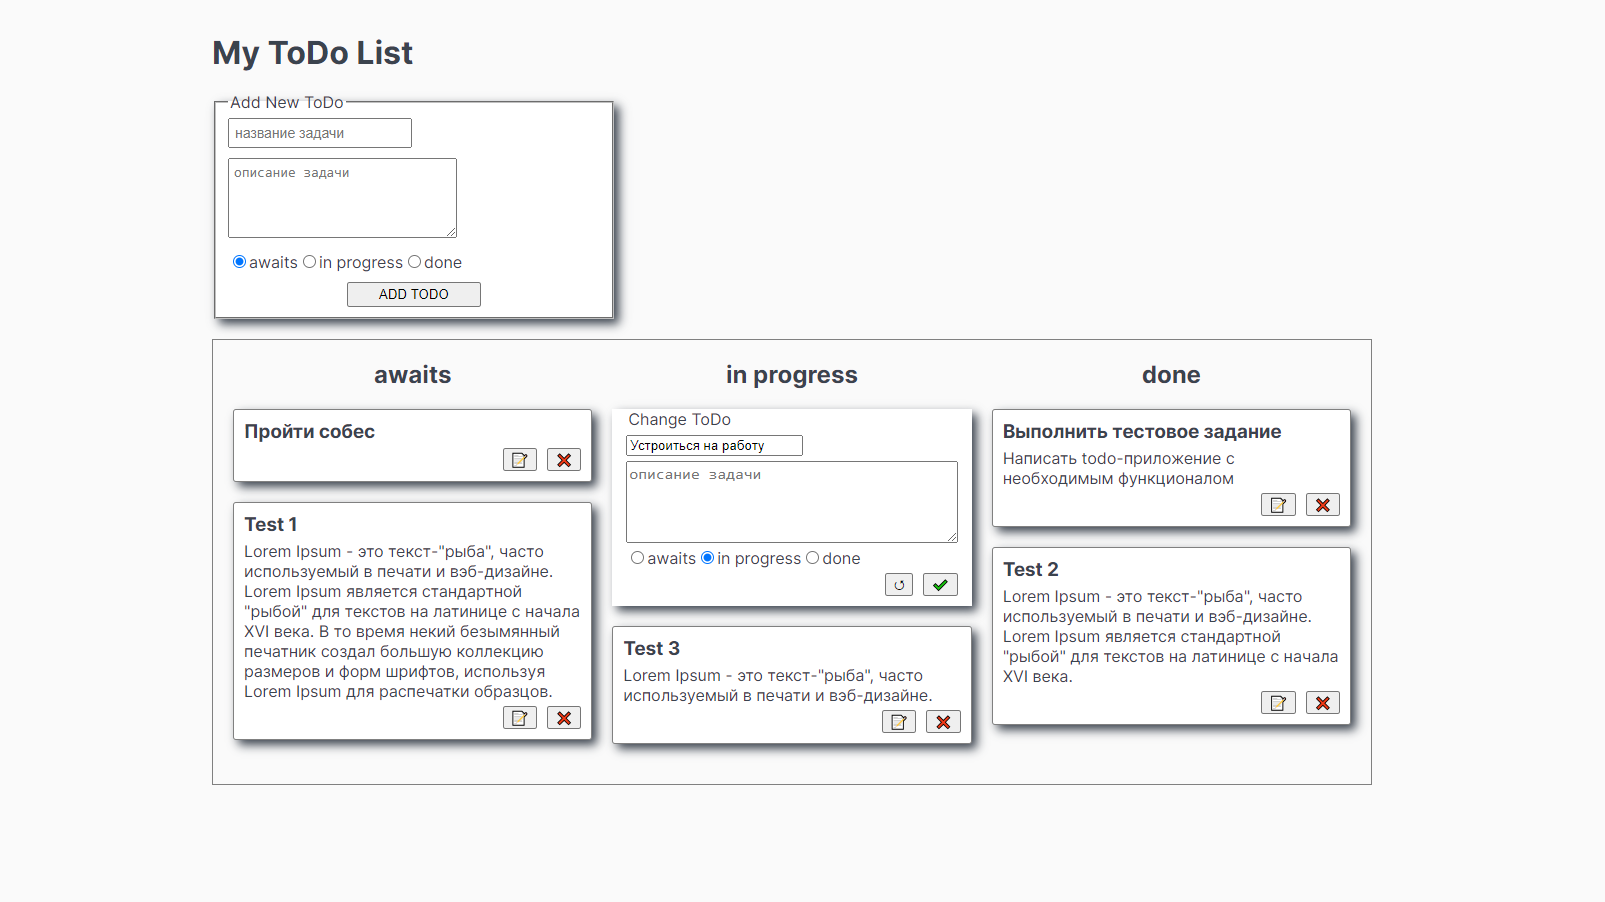 My ToDo List
Add New ToDo
название задачи
описание задачи
awaits in progress done
ADD TODO
awaits
Пройти собес
Test 1
Lorem Ipsum - это текст-"рыба", часто
используемый в печати и вэб-дизайне.
Lorem Ipsum является стандартной
"рыбой" для текстов на латинице с начала
XVI века. В то время некий безымянный
печатник создал большую коллекцию
размеров и форм шрифтов, используя
Lorem Ipsum для распечатки образцов.
in progress
Change ToDo
Устроиться на работу
описание задачи
awaits in progress done
Test 3
Lorem Ipsum - это текст-"рыба", часто
используемый в печати и вэб-дизайне.
done
Выполнить тестовое задание
Написать todo-приложение с
необходимым функционалом
Test 2
Lorem Ipsum - это текст-"рыба", часто
используемый в печати и вэб-дизайне.
Lorem Ipsum является стандартной
"рыбой" для текстов на латинице с начала
XVI века.